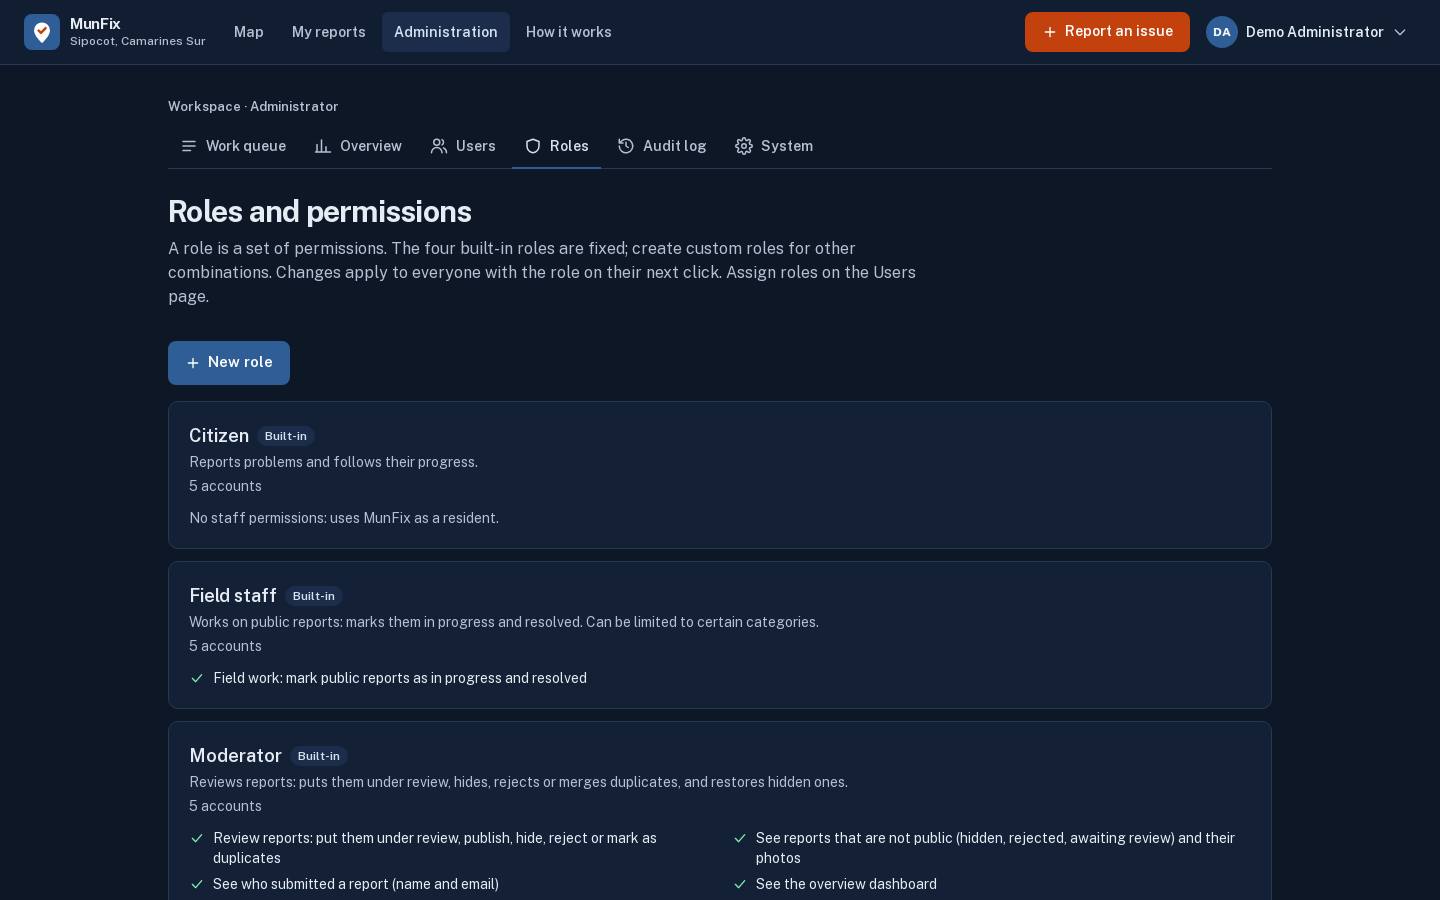 MunFix
Sipocot, Camarines Sur
Map
My reports
Administration
How it works
Report an issue
DA
Demo Administrator
Workspace · Administrator
Work queue
Overview
Users
Roles
Audit log
System
Roles and permissions
A role is a set of permissions. The four built-in roles are fixed; create custom roles for other
combinations. Changes apply to everyone with the role on their next click. Assign roles on the Users
page.
New role
Citizen
Built-in
Reports problems and follows their progress.
5 accounts
No staff permissions: uses MunFix as a resident.
Field staff
Built-in
Works on public reports: marks them in progress and resolved. Can be limited to certain categories.
5 accounts
Field work: mark public reports as in progress and resolved
Moderator
Built-in
Reviews reports: puts them under review, hides, rejects or merges duplicates, and restores hidden ones.
5 accounts
Review reports: put them under review, publish, hide, reject or mark as
duplicates
See reports that are not public (hidden, rejected, awaiting review) and their
photos
See who submitted a report (name and email)
See the overview dashboard